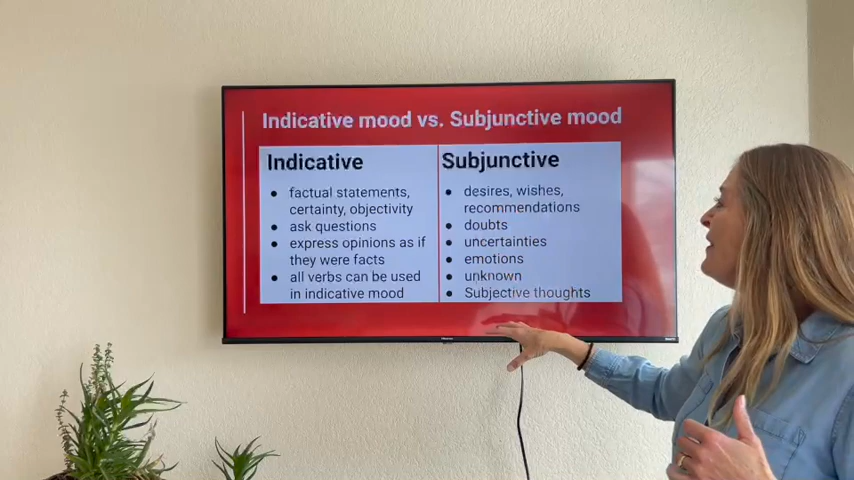 Indicative mood vs. Subjunctive mood
Indicative
• factual statements,
certainty, objectivity
• ask questions
• express opinions as if
they were facts
• all verbs can be used
in indicative mood
Subjunctive
• desires, wishes,
recommendations
• doubts
• uncertainties
• emotions
• unknown
• Subjective thoughts